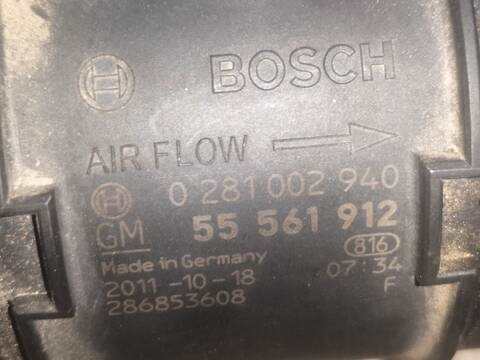 BOSCH
AIR FLOW
0 281 002 940
GM 55 561 912
Made in Germany 816
2011-10-18 07:34
286853608 F